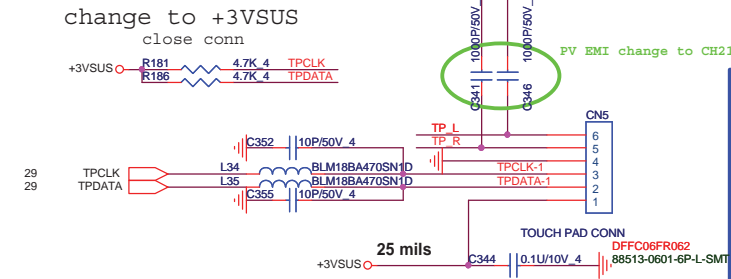 change to +3VSUS
close conn
1000P/50V_
1000P/50V_
PV EMI change to CH21
+3VSUS
R181
4.7K_4
TPCLK
R186
4.7K_4
TPDATA
C341
C346
CN5
TP_L
TP_R
C352
10P/50V_4
6
5
4
3
2
1
29
TPCLK
L34
BLM18BA470SN1D
TPCLK-1
29
TPDATA
L35
BLM18BA470SN1D
TPDATA-1
C355
10P/50V_4
TOUCH PAD CONN
25 mils
+3VSUS
C344
0.1U/10V_4
DFFC06FR062
88513-0601-6P-L-SMT